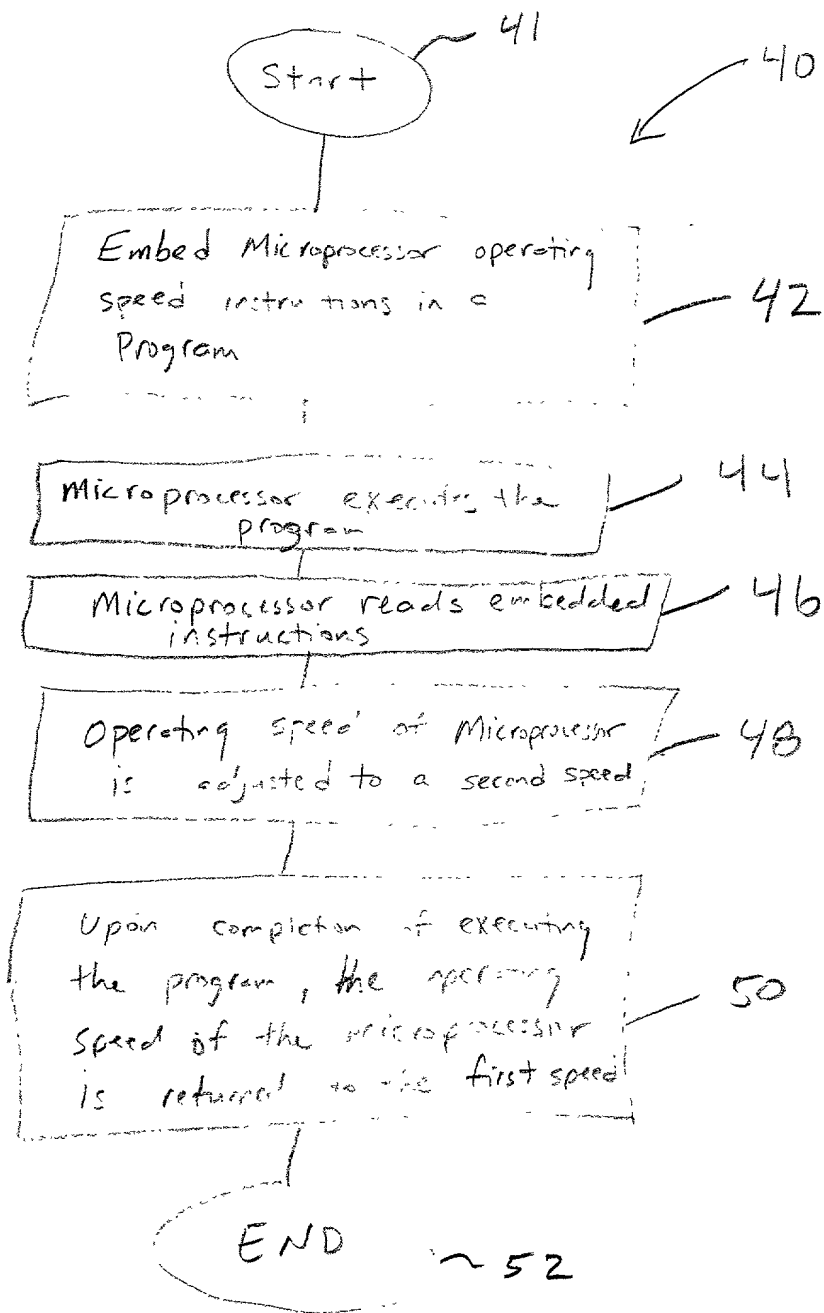 41
Start
40
Embed Microprocessor operating
speed instructions in a
Program
42
Microprocessor executes the
program
44
Microprocessor reads embedded
instructions
46
Operating speed of Microprocessor
is adjusted to a second speed
48
Upon completion of executing
the program, the operating
speed of the microprocessor
is returned to the first speed
50
END
52